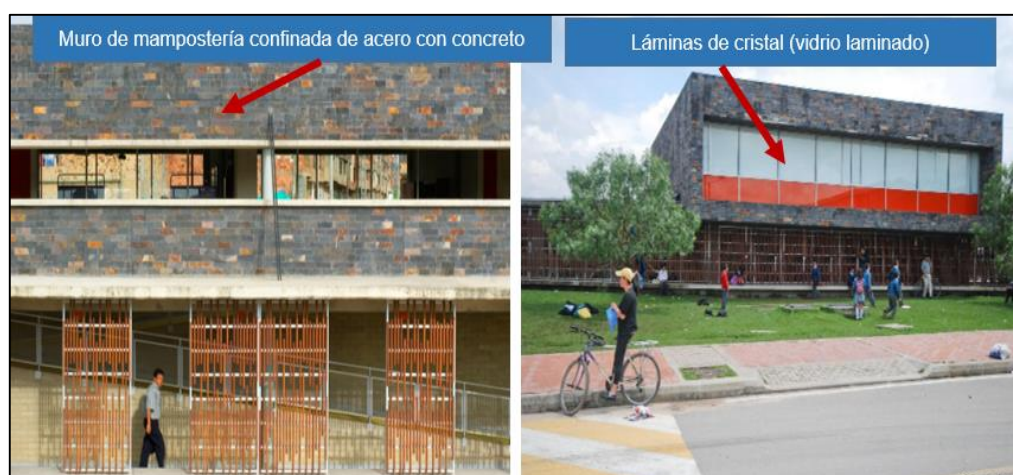 Muro de mampostería confinada de acero con concreto
Láminas de cristal (vidrio laminado)